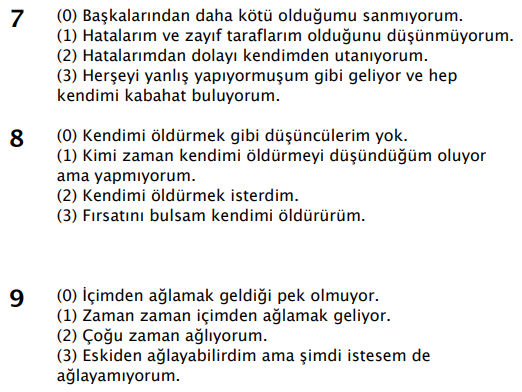 7 (0) Başkalarından daha kötü olduğumu sanmıyorum.
(1) Hatalarım ve zayıf taraflarım olduğunu düşünmüyorum.
(2) Hatalarımdan dolayı kendimden utanıyorum.
(3) Herşeyi yanlış yapıyormuşum gibi geliyor ve hep
kendimi kabahat buluyorum.
8 (0) Kendimi öldürmek gibi düşüncülerim yok.
(1) Kimi zaman kendimi öldürmeyi düşündüğüm oluyor
ama yapmıyorum.
(2) Kendimi öldürmek isterdim.
(3) Fırsatını bulsam kendimi öldürürüm.
9 (0) İçimden ağlamak geldiği pek olmuyor.
(1) Zaman zaman içimden ağlamak geliyor.
(2) Çoğu zaman ağlıyorum.
(3) Eskiden ağlayabilirdim ama şimdi istesem de
ağlayamıyorum.